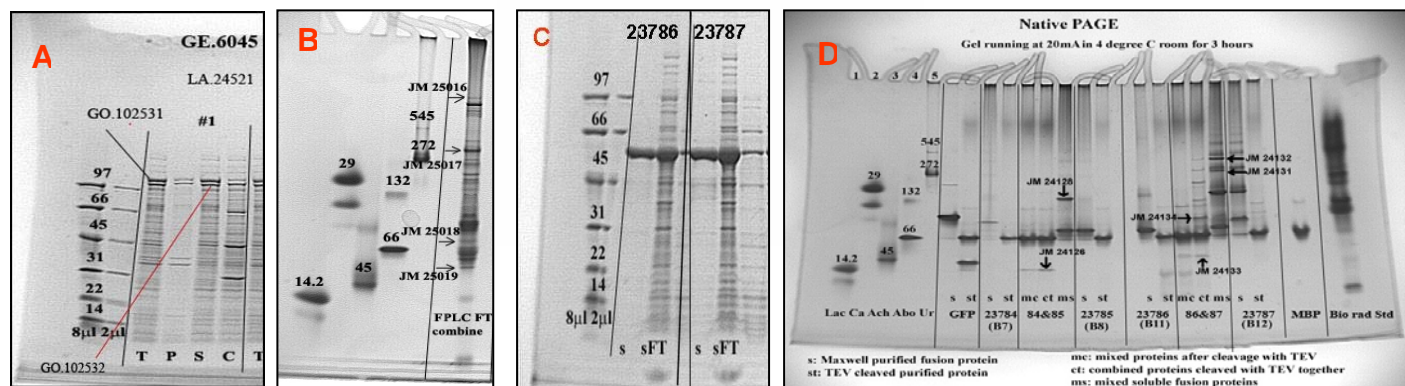 A
GE.6045
LA.24521
GO.102531
#1
97
66
45
31
22
14
8µl 2µl
T P S C T
GO.102532
B
JM 25016
545
272
JM 25017
29
132
JM 25018
66
45
JM 25019
14.2
FPLC FT
combine
C
23786 23787
97
66
45
31
22
14
8µl 2µl
s sFT s sFT
D
Native PAGE
Gel running at 20mA in 4 degree C room for 3 hours
1 2 3 4 5
545
272
29
132
JM 24132
JM 24131
JM 24128
JM 24134
66
45
14.2
JM 24126
JM 24133
s st s st mc ct ms s st s st mc ct ms s st
Lac Ca Ach Abo Ur GFP 23784 84&85 23785 23786 86&87 23787 MBP Bio rad Std
(B7) (B8) (B11) (B12)
s: Maxwell purified fusion protein
st: TEV cleaved purified protein
mc: mixed proteins after cleavage with TEV
ct: combined proteins cleaved with TEV together
ms: mixed soluble fusion proteins